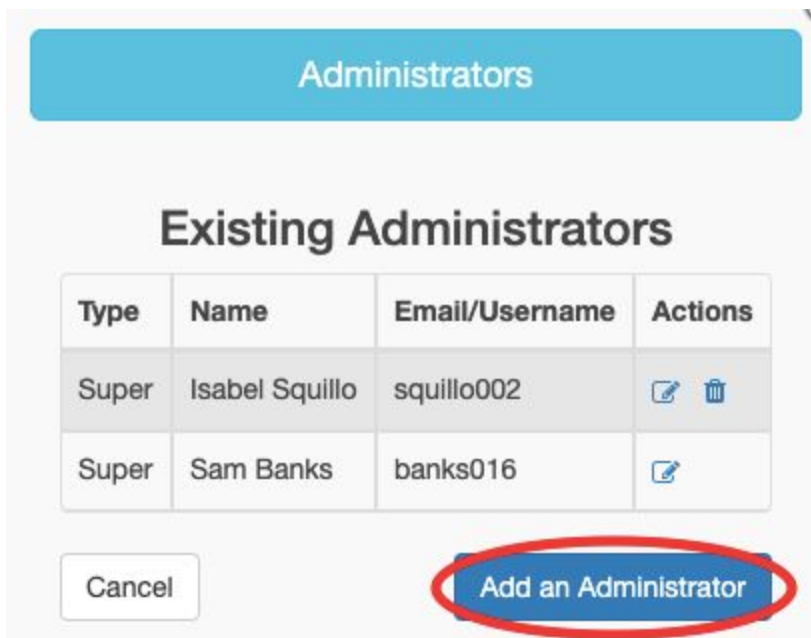 Administrators
Existing Administrators
Type Name Email/Username Actions
Super Isabel Squillo squillo002
Super Sam Banks banks016
Cancel Add an Administrator